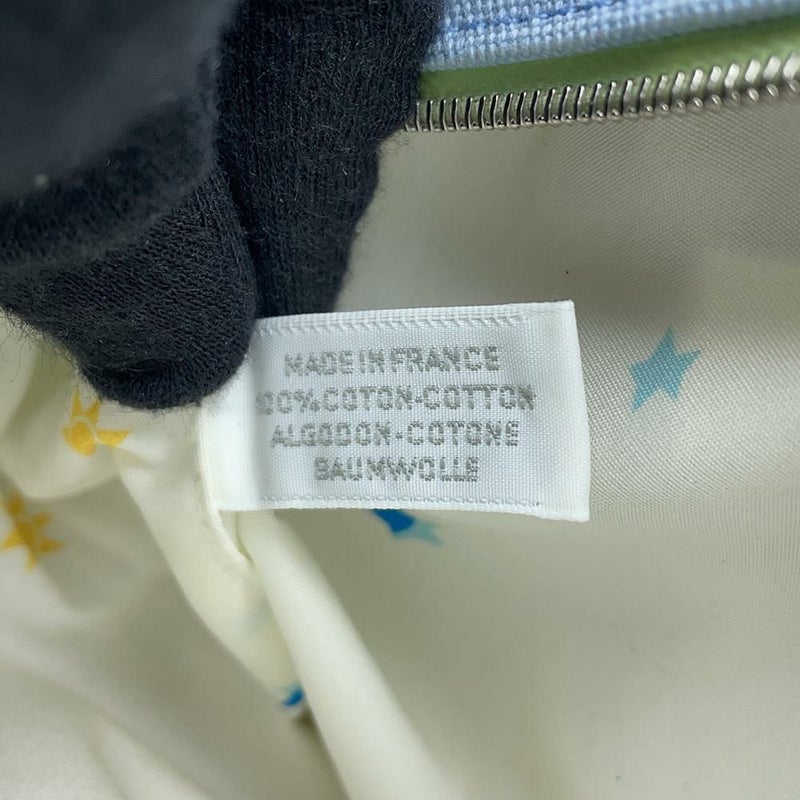 MADE IN FRANCE
100% COTON-COTTON
ALGODON-COTONE
BAUMWOLLE